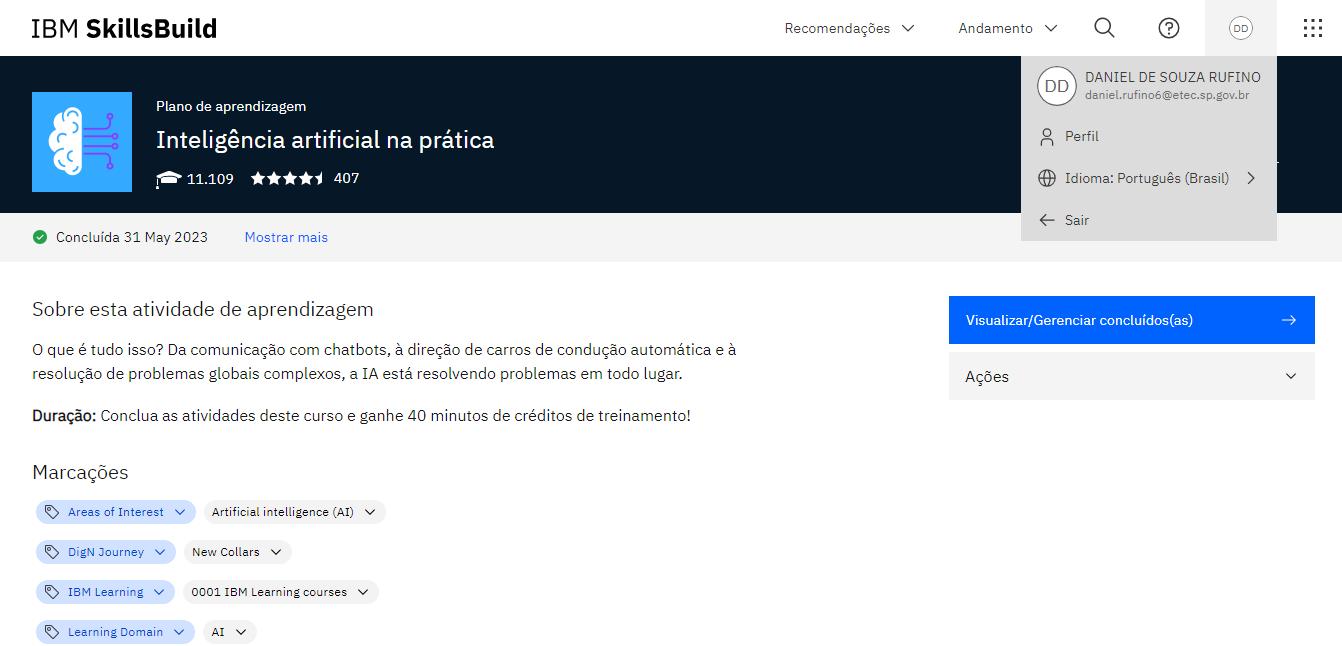 IBM SkillsBuild
Recomendações
Andamento
DD
DD
DANIEL DE SOUZA RUFINO
daniel.rufino6@etec.sp.gov.br
Perfil
Idioma: Português (Brasil)
Sair
Plano de aprendizagem
Inteligência artificial na prática
11.109 407
Concluída 31 May 2023 Mostrar mais
Sobre esta atividade de aprendizagem
O que é tudo isso? Da comunicação com chatbots, à direção de carros de condução automática e à
resolução de problemas globais complexos, a IA está resolvendo problemas em todo lugar.
Duração: Conclua as atividades deste curso e ganhe 40 minutos de créditos de treinamento!
Visualizar/Gerenciar concluídos(as)
Ações
Marcações
Areas of Interest Artificial intelligence (AI)
DigN Journey New Collars
IBM Learning 0001 IBM Learning courses
Learning Domain AI